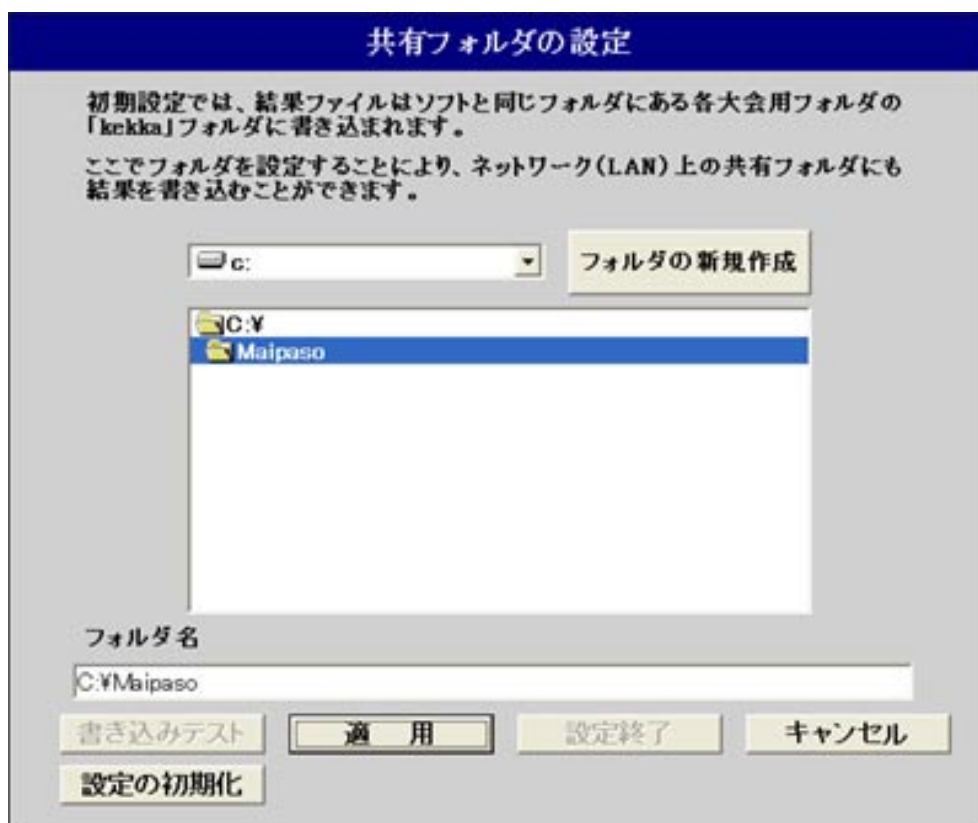 共有フォルダの設定
初期設定では、結果ファイルはソフトと同じフォルダにある各大会用フォルダの
「kekka」フォルダに書き込まれます。
ここでフォルダを設定することにより、ネットワーク(LAN)上の共有フォルダにも
結果を書き込むことができます。
c:
フォルダの新規作成
C:¥
Maipaso
フォルダ名
C:¥Maipaso
書き込みテスト
適 用
設定終了
キャンセル
設定の初期化